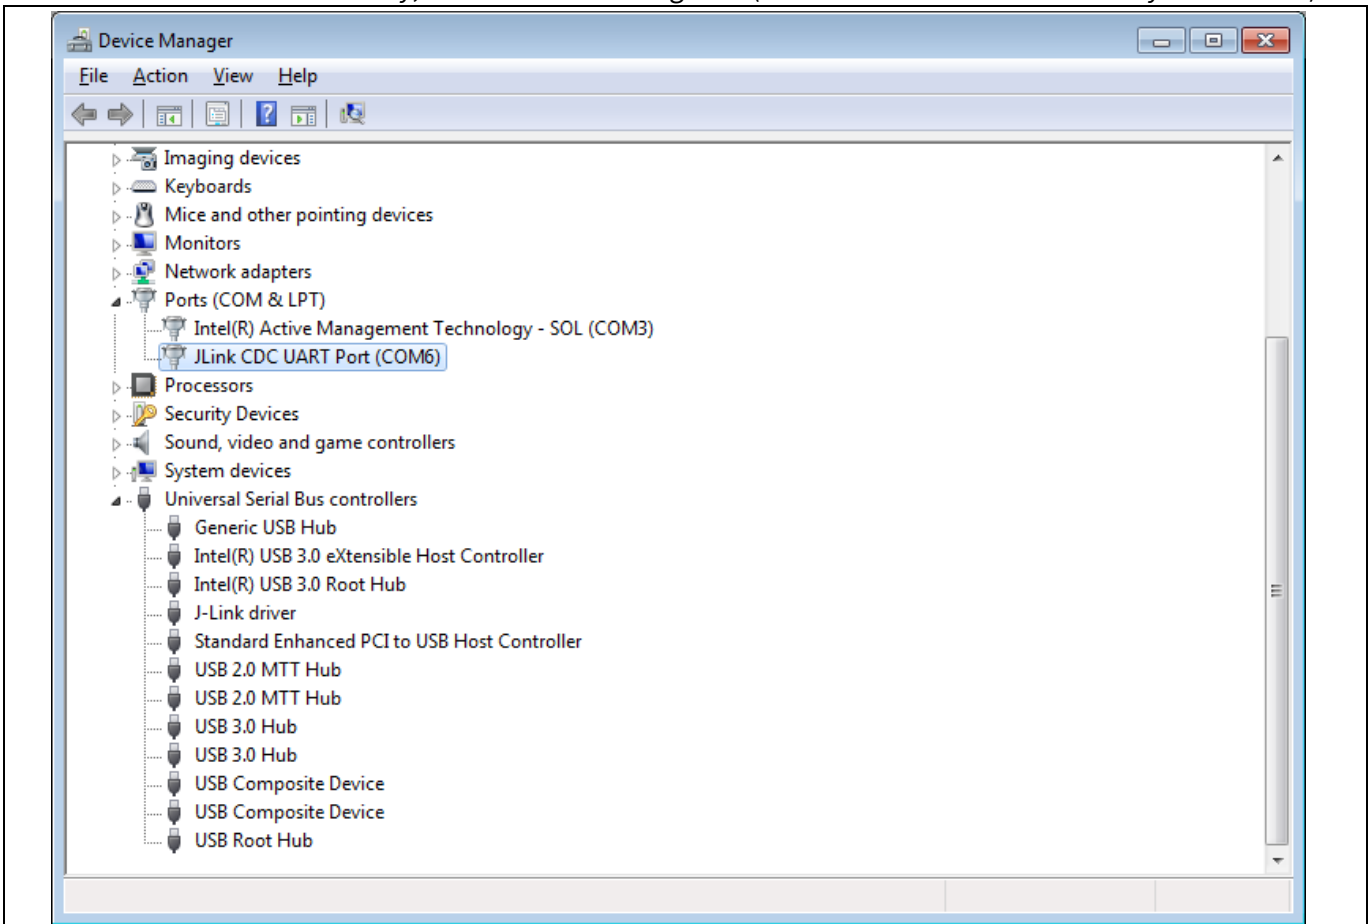 Device Manager
File Action View Help
Imaging devices
Keyboards
Mice and other pointing devices
Monitors
Network adapters
Ports (COM & LPT)
Intel(R) Active Management Technology - SOL (COM3)
JLink CDC UART Port (COM6)
Processors
Security Devices
Sound, video and game controllers
System devices
Universal Serial Bus controllers
Generic USB Hub
Intel(R) USB 3.0 eXtensible Host Controller
Intel(R) USB 3.0 Root Hub
J-Link driver
Standard Enhanced PCI to USB Host Controller
USB 2.0 MTT Hub
USB 2.0 MTT Hub
USB 3.0 Hub
USB 3.0 Hub
USB Composite Device
USB Composite Device
USB Root Hub